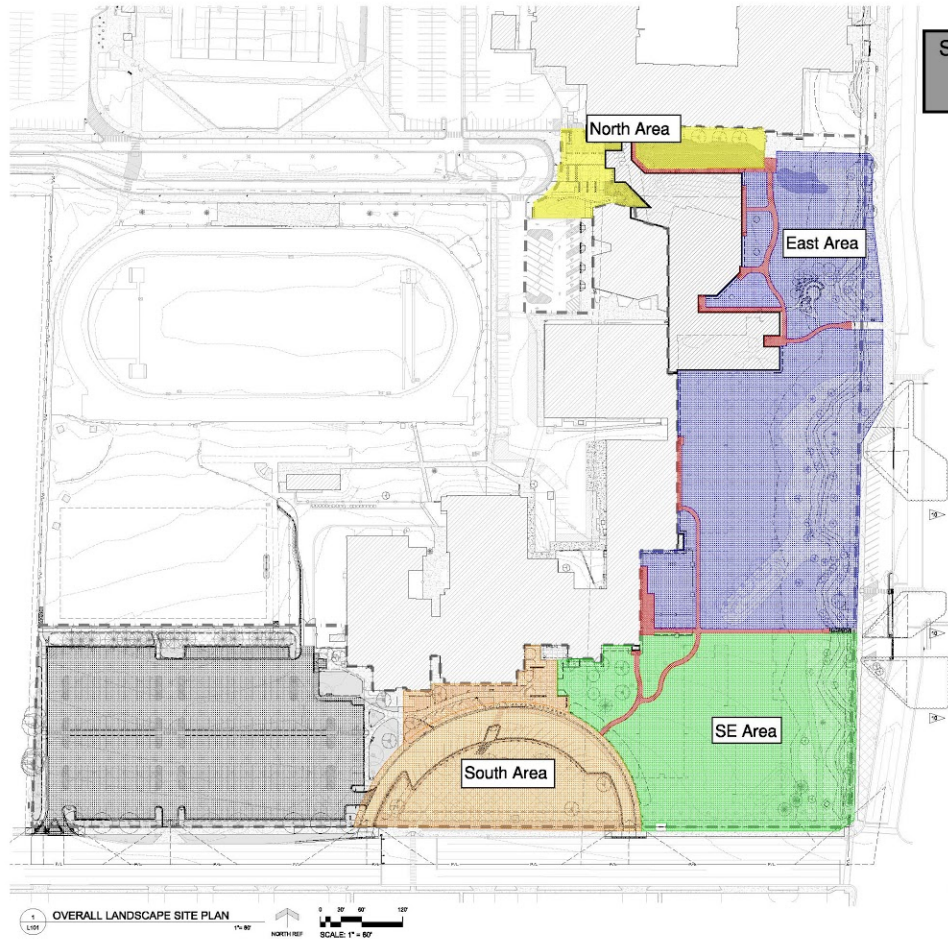 S
North Area
East Area
SE Area
South Area
1
L101
OVERALL LANDSCAPE SITE PLAN
1"= 60'
NORTH REF
0 30' 60' 120'
SCALE: 1" = 60'